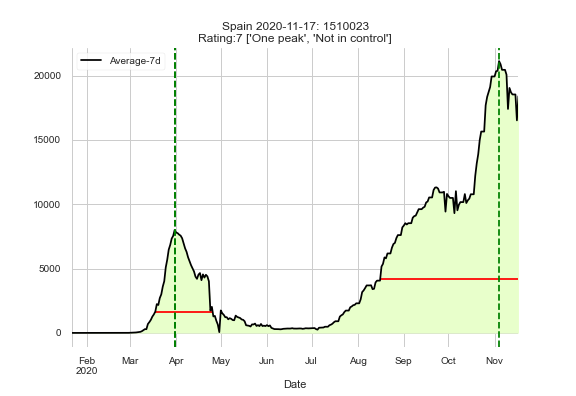 Spain 2020-11-17: 1510023
Rating:7 ['One peak', 'Not in control']
Average-7d
20000
15000
10000
5000
0
Feb Mar Apr May Jun Jul Aug Sep Oct Nov
2020
Date